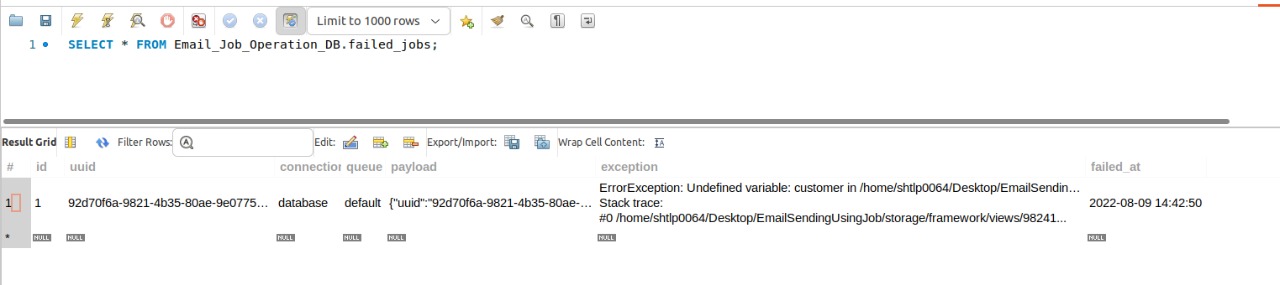 Limit to 1000 rows
1 SELECT * FROM Email_Job_Operation_DB.failed_jobs;
Result Grid Filter Rows: Edit: Export/Import: Wrap Cell Content:
# id uuid connection queue payload exception failed_at
1 1 92d70f6a-9821-4b35-80ae-9e0775... database default {"uuid":"92d70f6a-9821-4b35-80ae-... ErrorException: Undefined variable: customer in /home/shtlp0064/Desktop/EmailSendin... 2022-08-09 14:42:50
Stack trace:
#0 /home/shtlp0064/Desktop/EmailSendingUsingJob/storage/framework/views/98241...
* NULL NULL NULL NULL NULL NULL NULL